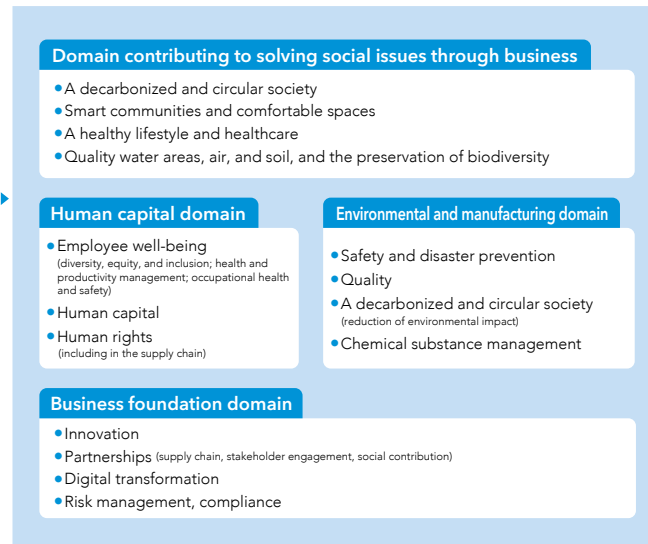 Domain contributing to solving social issues through business
•A decarbonized and circular society
•Smart communities and comfortable spaces
•A healthy lifestyle and healthcare
•Quality water areas, air, and soil, and the preservation of biodiversity
Human capital domain
•Employee well-being
(diversity, equity, and inclusion; health and
productivity management; occupational health
and safety)
•Human capital
•Human rights
(including in the supply chain)
Environmental and manufacturing domain
•Safety and disaster prevention
•Quality
•A decarbonized and circular society
(reduction of environmental impact)
•Chemical substance management
Business foundation domain
•Innovation
•Partnerships (supply chain, stakeholder engagement, social contribution)
•Digital transformation
•Risk management, compliance